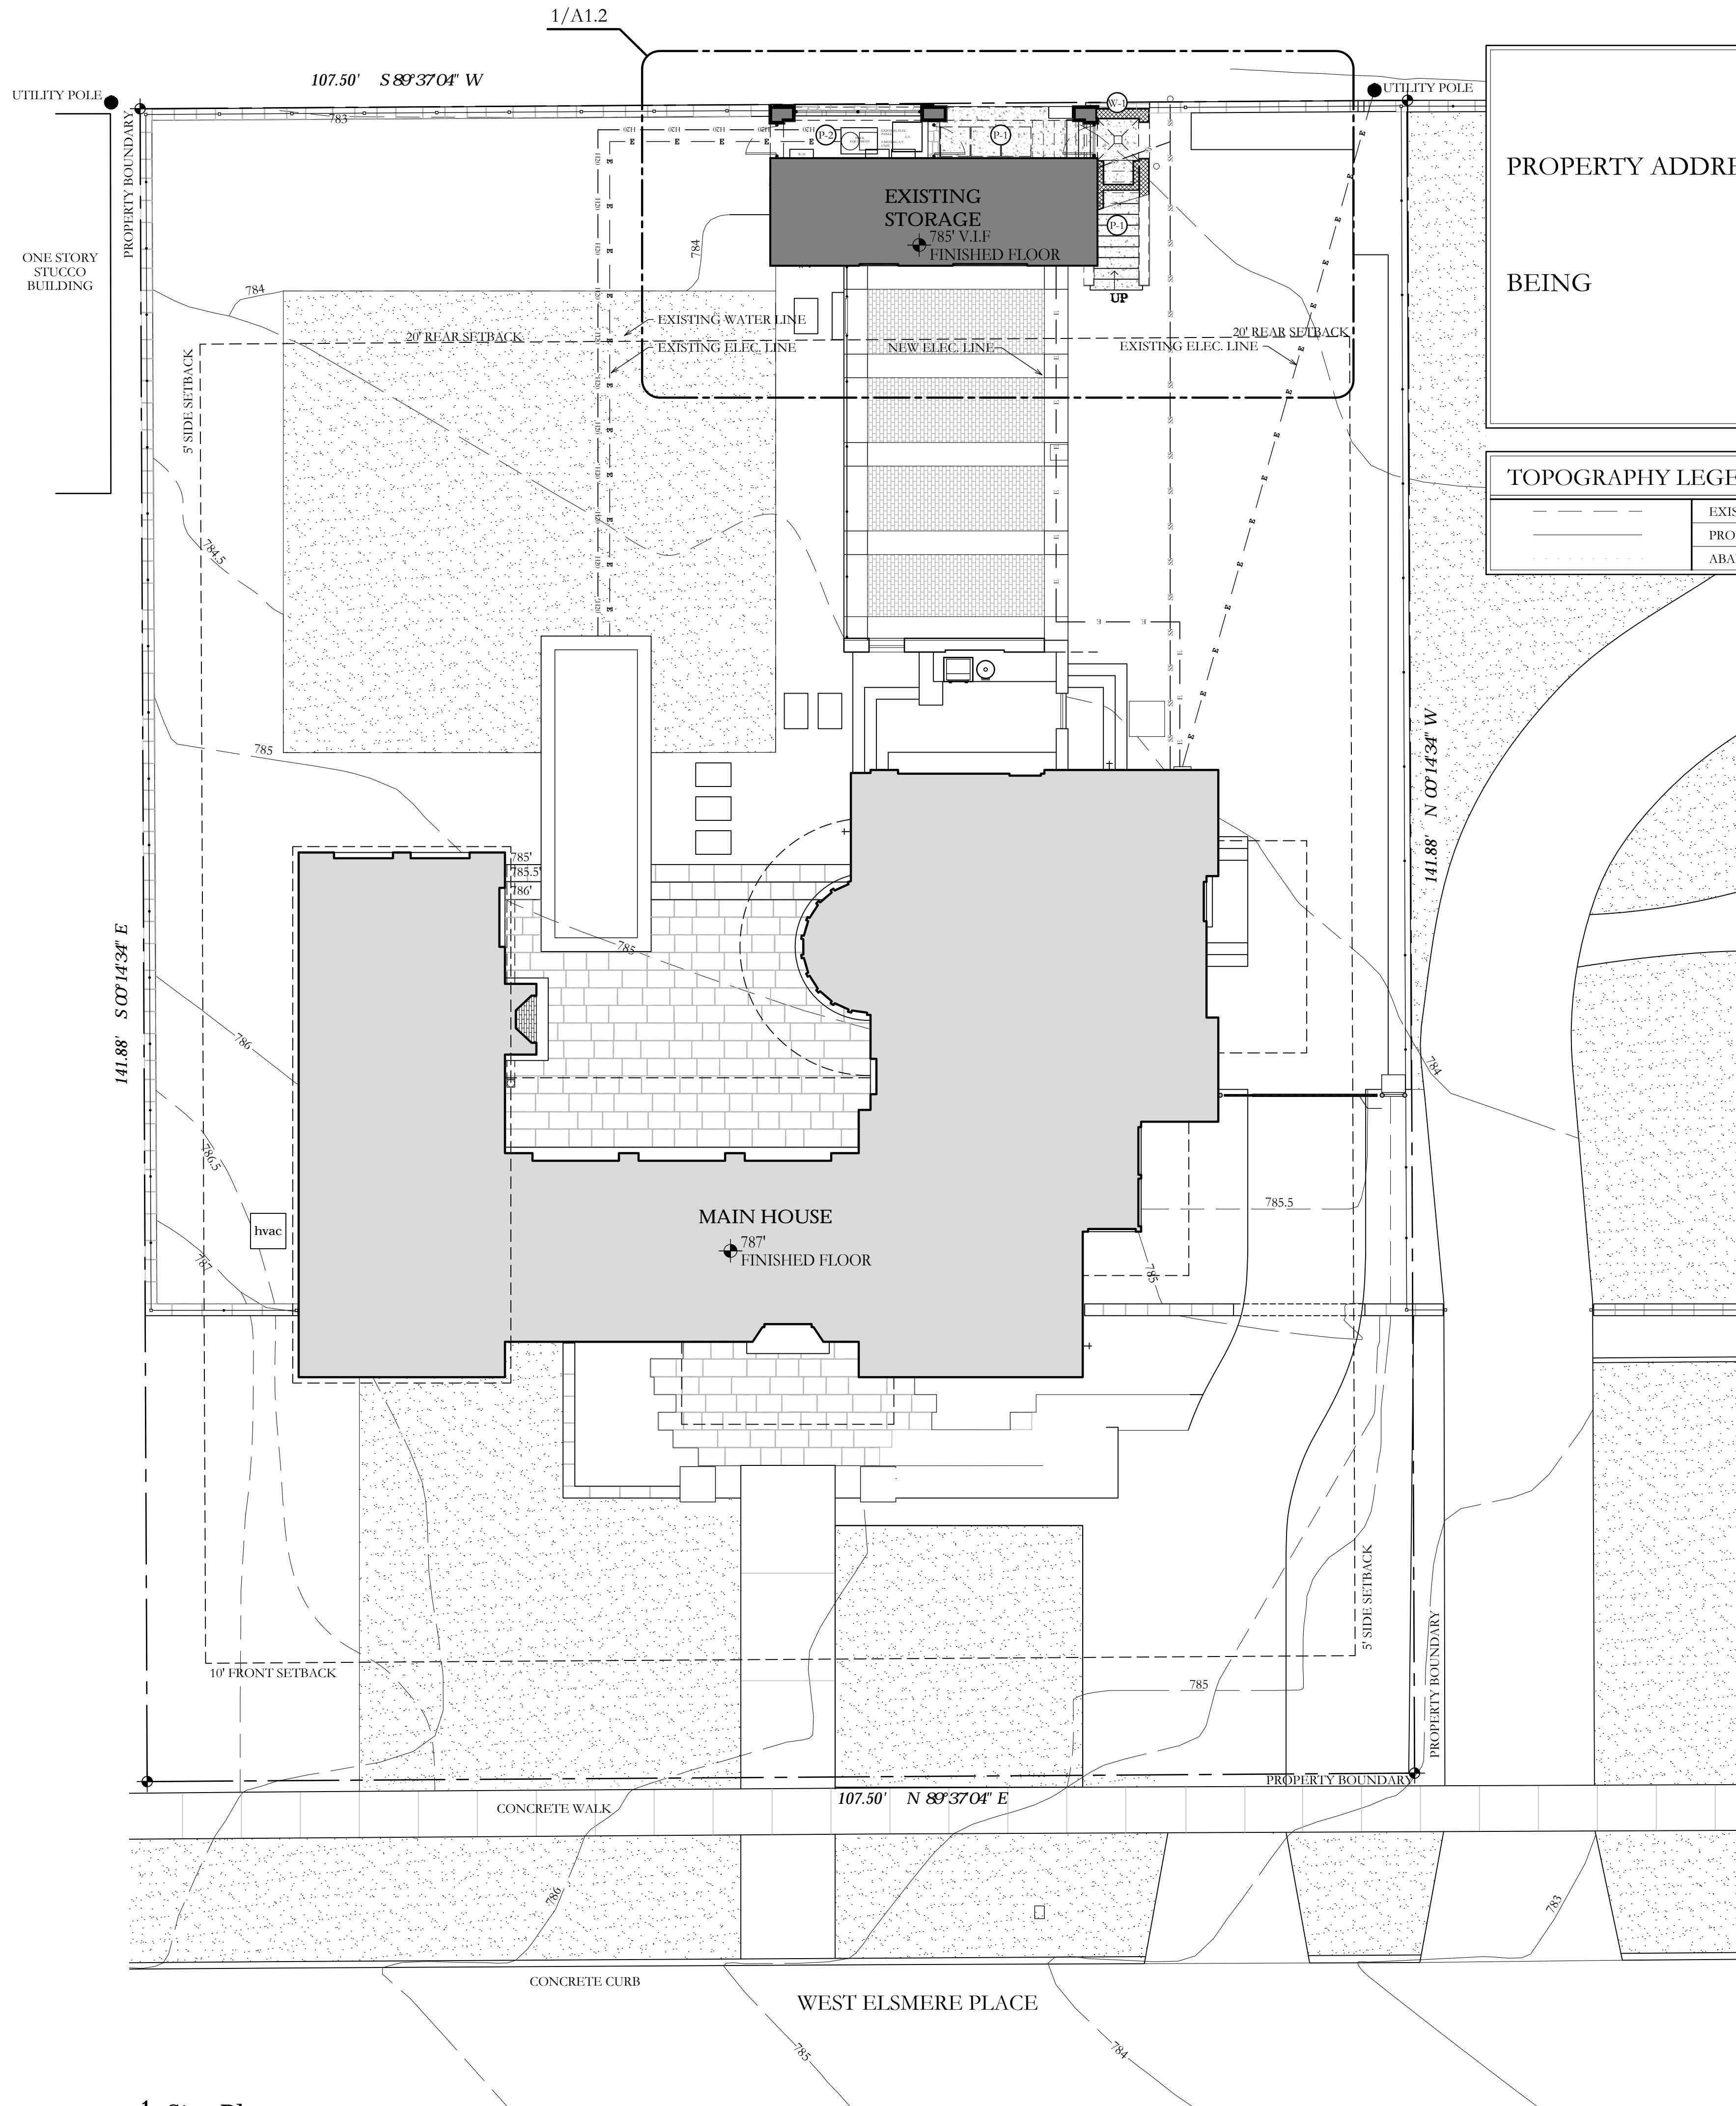 1/A1.2
107.50' S 89°37'04" W
UTILITY POLE
UTILITY POLE
783
PROPERTY BOUNDARY
W-1
P-2
P-1
PROPERTY ADDRE
EXISTING
STORAGE
785' V.I.F
FINISHED FLOOR
P-1
ONE STORY
STUCCO
BUILDING
784
BEING
784
UP
EXISTING WATER LINE
20' REAR SETBACK
20' REAR SETBACK
EXISTING ELEC. LINE
NEW ELEC. LINE
EXISTING ELEC. LINE
5' SIDE SETBACK
TOPOGRAPHY LEGE
EXIS
PRO
ABA
784.5
785
141.88' N 00°14'34" W
785'
785.5'
786'
785
141.88' S 00°14'34" E
786
784
786.5
785.5
MAIN HOUSE
787'
FINISHED FLOOR
hvac
787
785
5' SIDE SETBACK
PROPERTY BOUNDARY
10' FRONT SETBACK
785
PROPERTY BOUNDARY
107.50' N 89°37'04" E
CONCRETE WALK
786
783
CONCRETE CURB
WEST ELSMERE PLACE
785
784